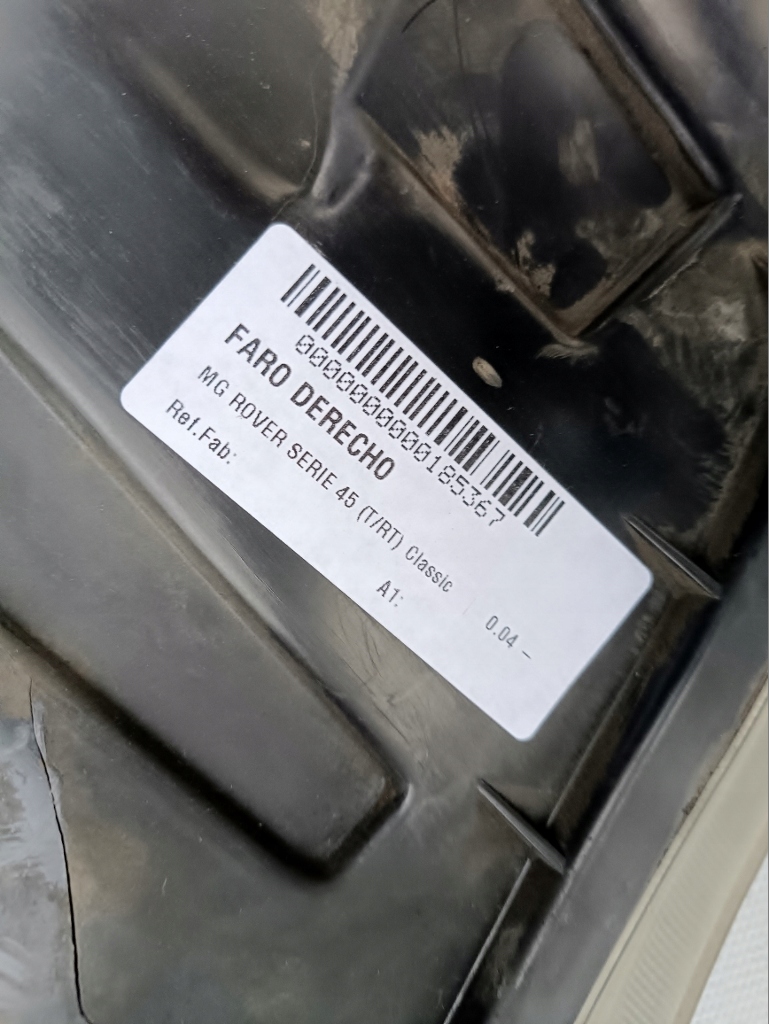 0000000000185367
FARO DERECHO
MG ROVER SERIE 45 (T/RT) Classic 0.04 –
Ref.Fab: A1: